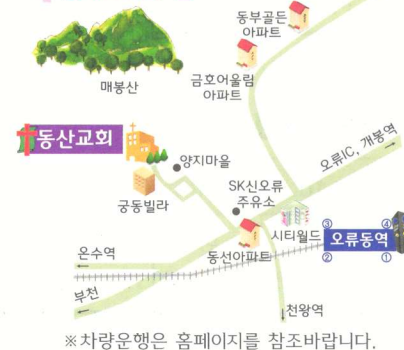 동부골든
아파트
매봉산
금호어울림
아파트
동산교회
양지마을
오류IC, 개봉역
궁동빌라
SK신오류
주유소
시티월드
③
④
오류동역
②
①
온수역
동선아파트
부천
천왕역
※차량운행은 홈페이지를 참조바랍니다.